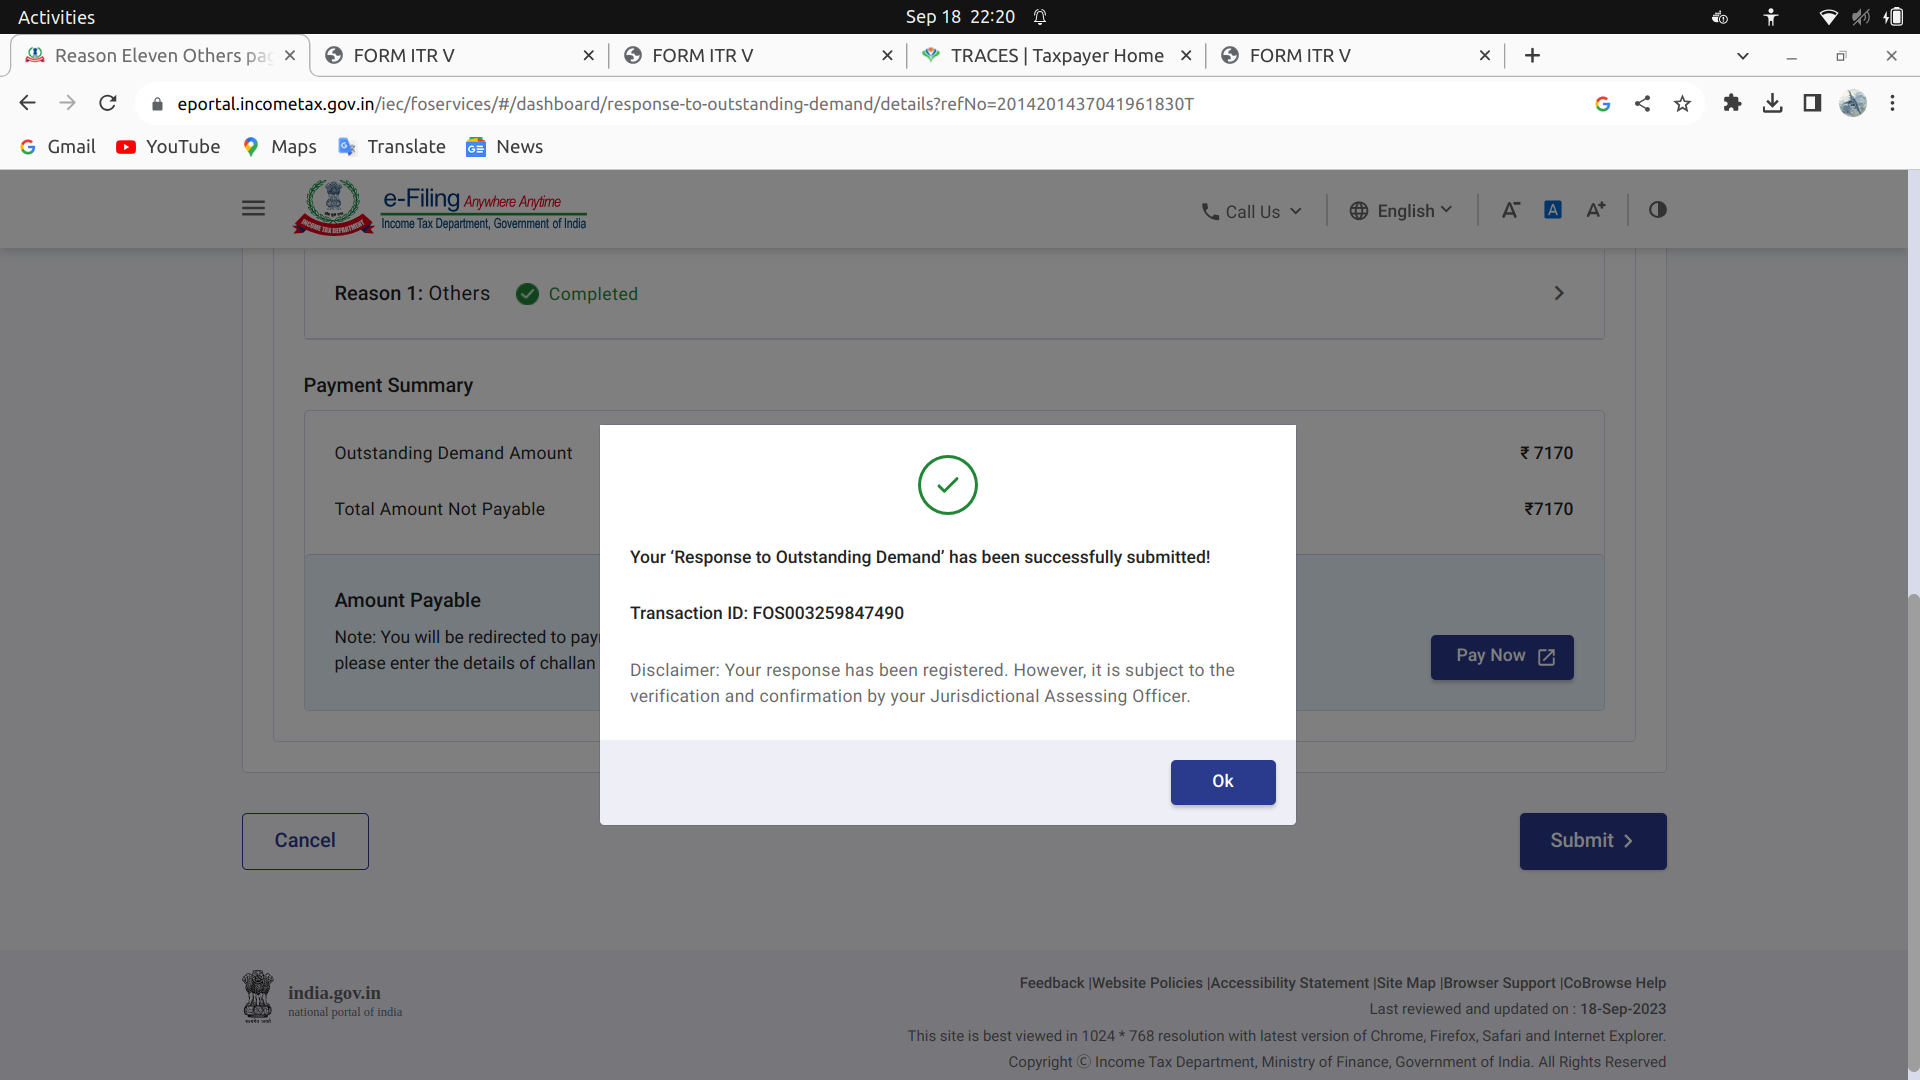 Activities
Sep 18 22:20
Reason Eleven Others pa
FORM ITR V
FORM ITR V
TRACES | Taxpayer Home
FORM ITR V
eportal.incometax.gov.in/iec/foservices/#/dashboard/response-to-outstanding-demand/details?refNo=2014201437041961830T
Gmail
YouTube
Maps
Translate
News
e-Filing Anywhere Anytime
Income Tax Department, Government of India
INCOME TAX DEPARTMENT
Call Us
English
A-
A
A+
Reason 1: Others
Completed
Payment Summary
Outstanding Demand Amount
₹ 7170
Total Amount Not Payable
₹7170
Amount Payable
Note: You will be redirected to pay
please enter the details of challan
Pay Now
Your ‘Response to Outstanding Demand’ has been successfully submitted!
Transaction ID: FOS003259847490
Disclaimer: Your response has been registered. However, it is subject to the
verification and confirmation by your Jurisdictional Assessing Officer.
Ok
Cancel
Submit
india.gov.in
national portal of india
Feedback |Website Policies |Accessibility Statement |Site Map |Browser Support |CoBrowse Help
Last reviewed and updated on : 18-Sep-2023
This site is best viewed in 1024 * 768 resolution with latest version of Chrome, Firefox, Safari and Internet Explorer.
Copyright © Income Tax Department, Ministry of Finance, Government of India. All Rights Reserved